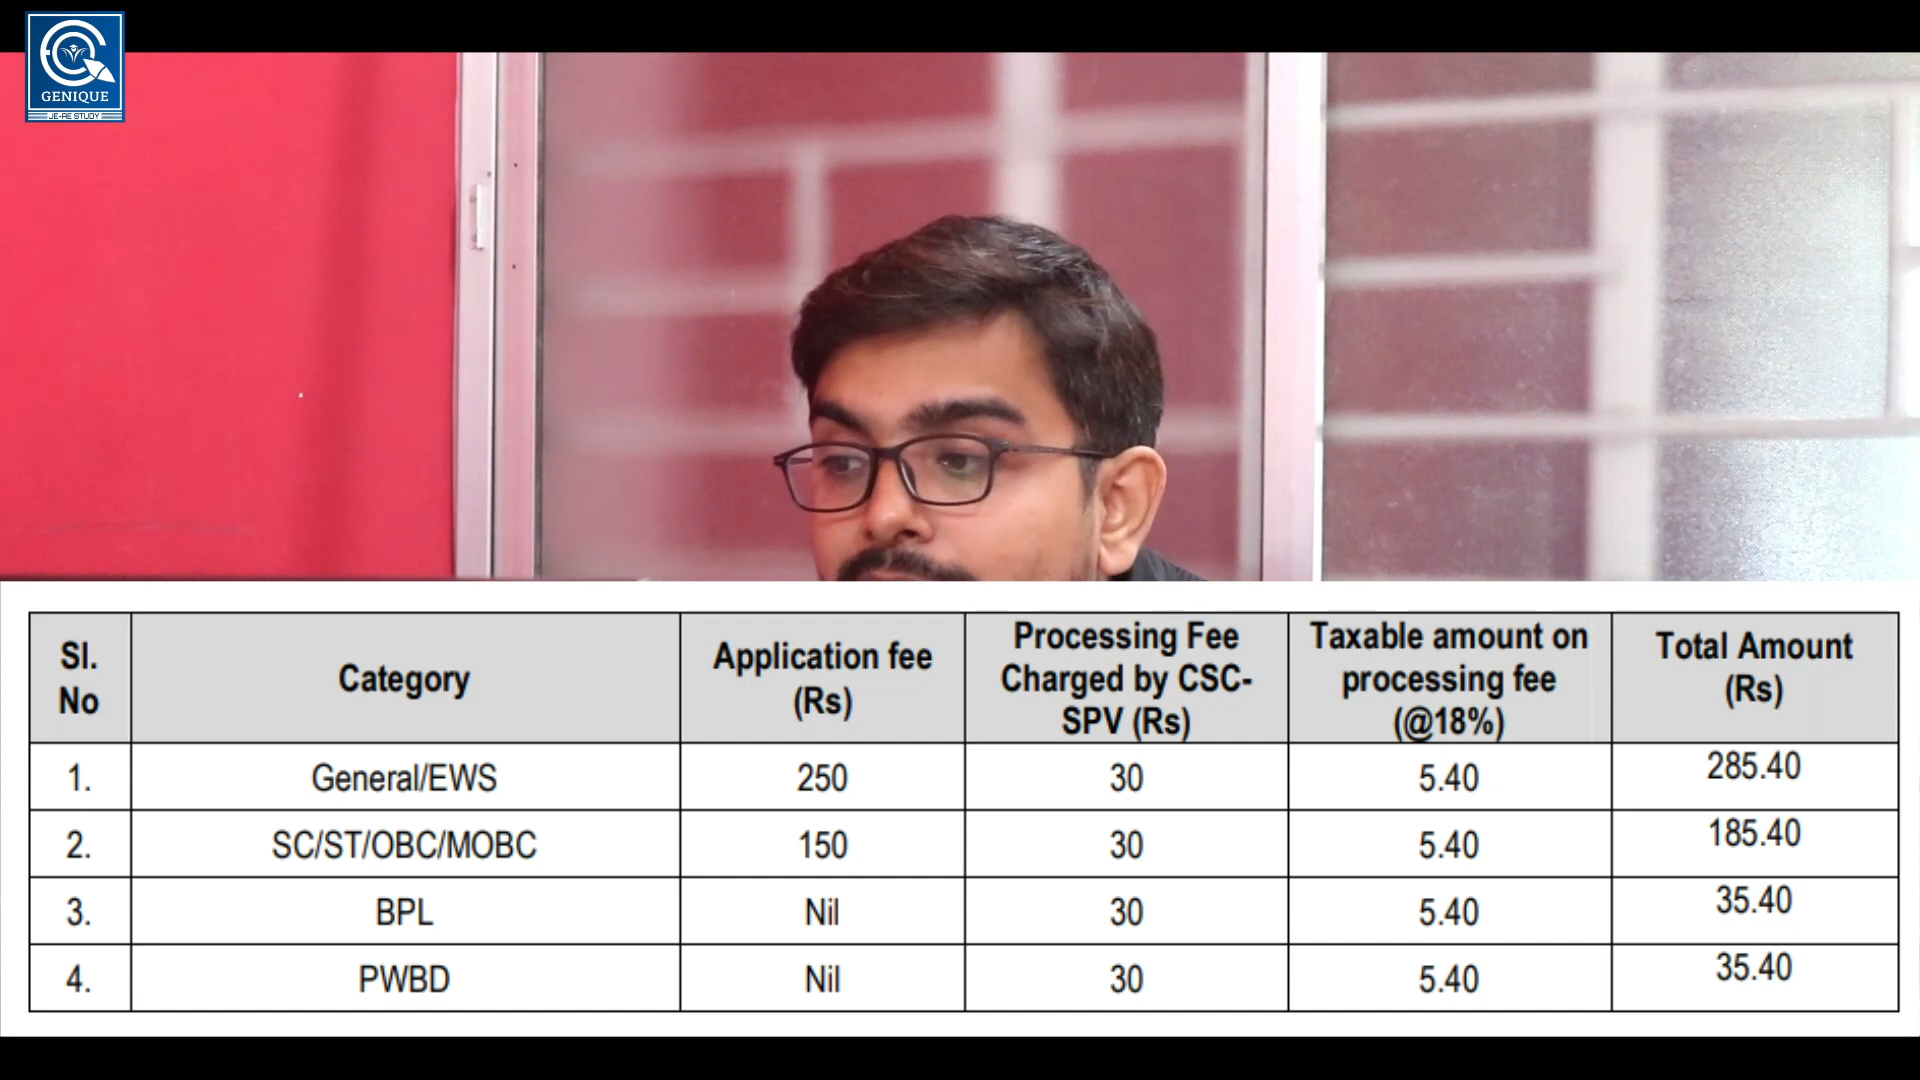 GENIQUE
JE-AE STUDY
Sl. No Category Application fee (Rs) Processing Fee Charged by CSC-SPV (Rs) Taxable amount on processing fee (@18%) Total Amount (Rs)
1. General/EWS 250 30 5.40 285.40
2. SC/ST/OBC/MOBC 150 30 5.40 185.40
3. BPL Nil 30 5.40 35.40
4. PWBD Nil 30 5.40 35.40